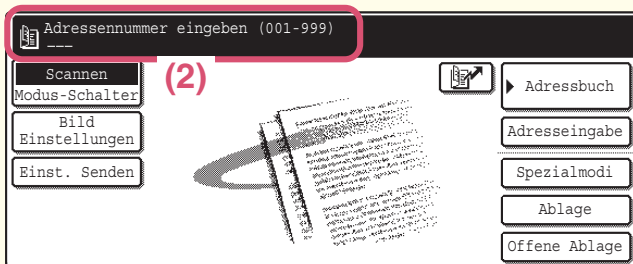 Adressennummer eingeben (001-999)
---
(2)
Scannen
Modus-Schalter
Bild
Einstellungen
Einst. Senden
Adressbuch
Adresseingabe
Spezialmodi
Ablage
Offene Ablage